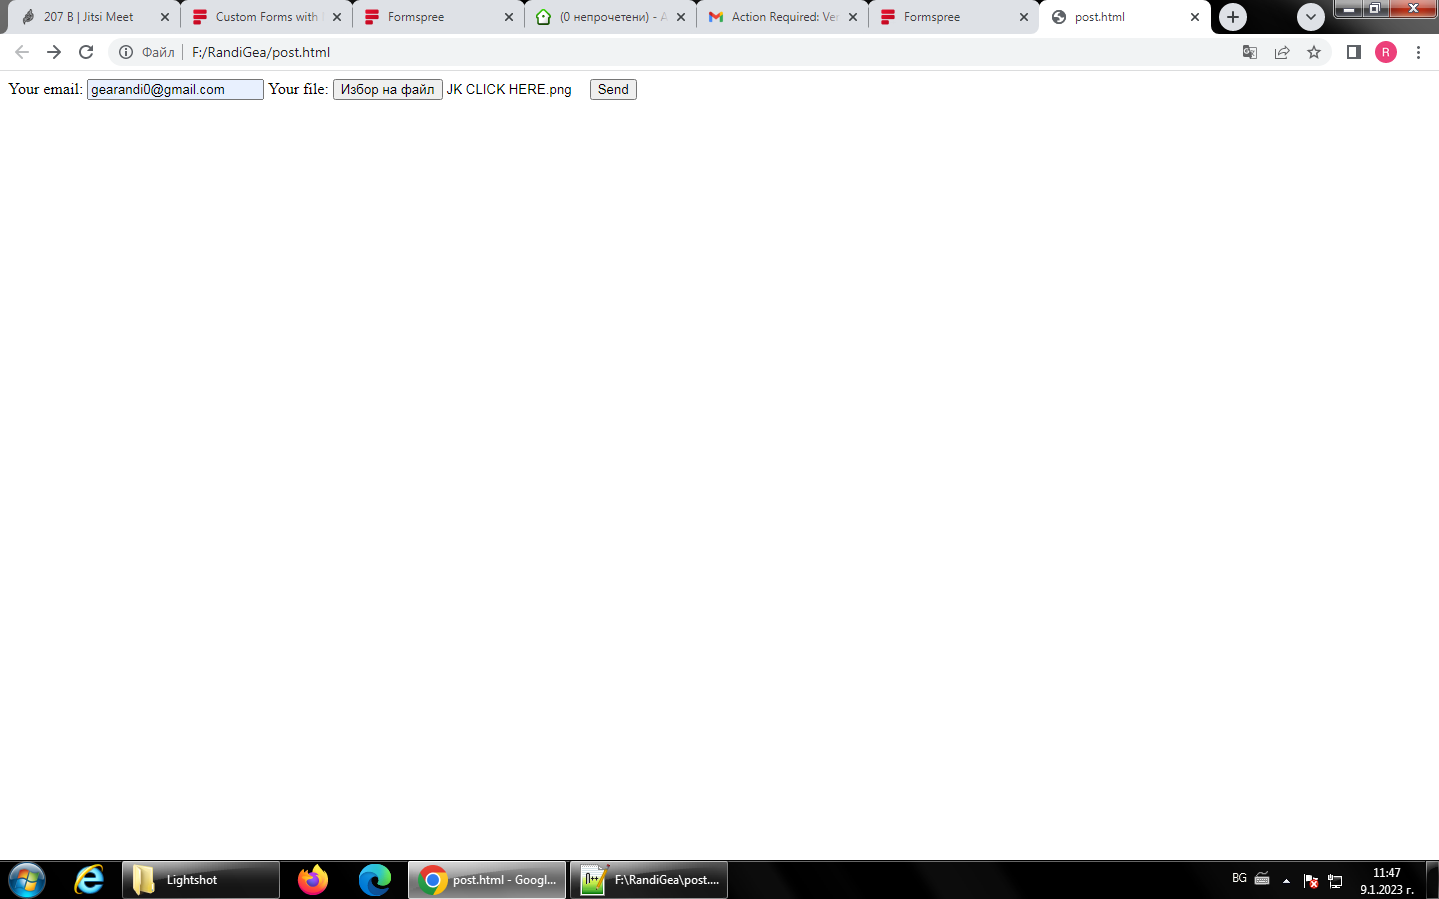 207 B | Jitsi Meet
Custom Forms with
Formspree
(0 непрочетени) - А
Action Required: Ver
Formspree
post.html
Файл
F:/RandiGea/post.html
R
Your email: gearandi0@gmail.com Your file: Избор на файл JK CLICK HERE.png Send
Lightshot
post.html - Googl...
F:\RandiGea\post....
BG
11:47
9.1.2023 г.